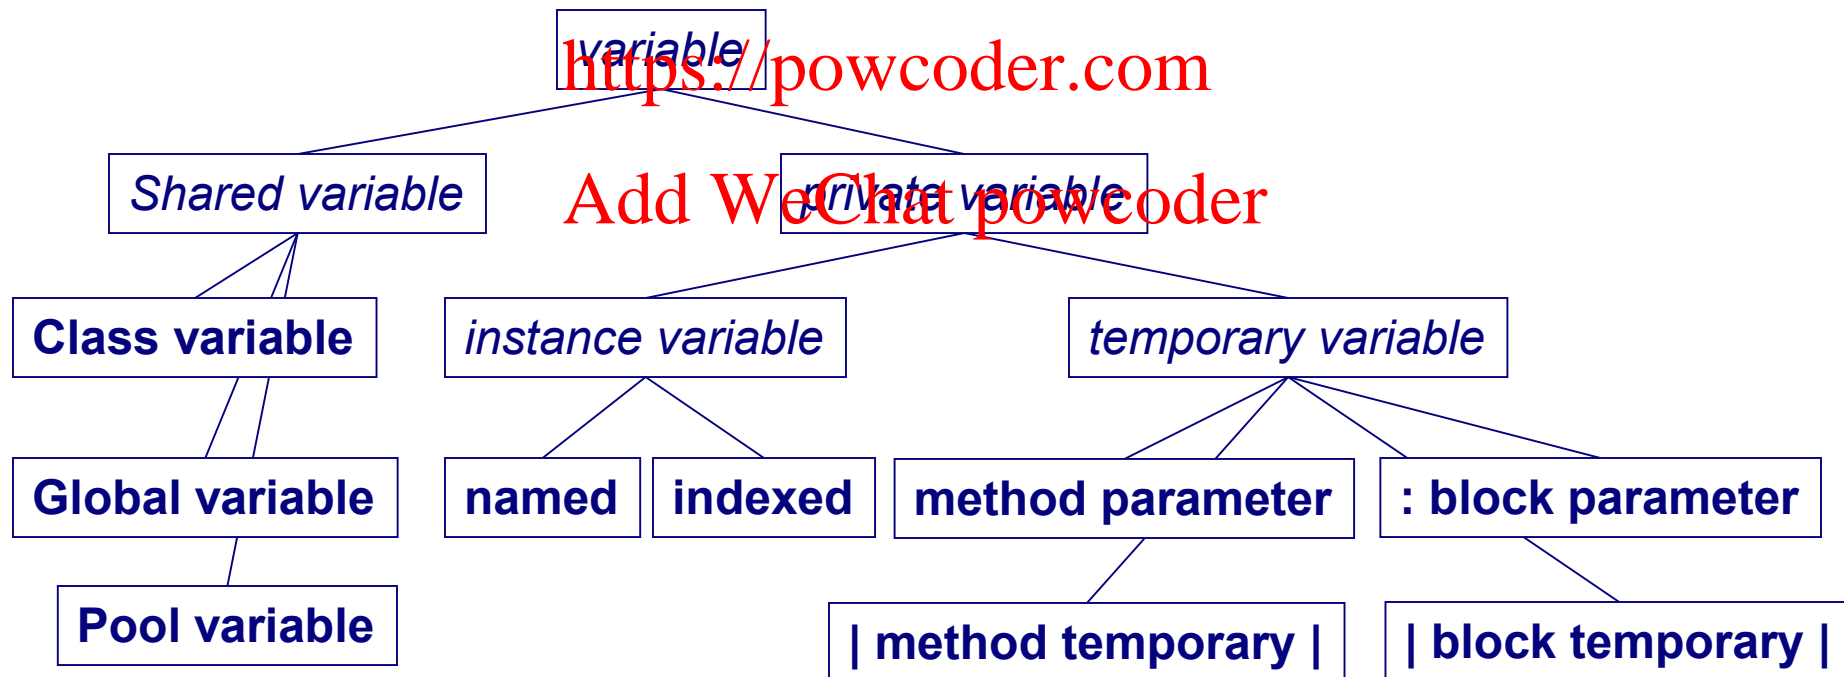 variable
https://powcoder.com
Shared variable
private variable
Add WeChat powcoder
Class variable
instance variable
temporary variable
Global variable
named
indexed
method parameter
: block parameter
Pool variable
| method temporary |
| block temporary |